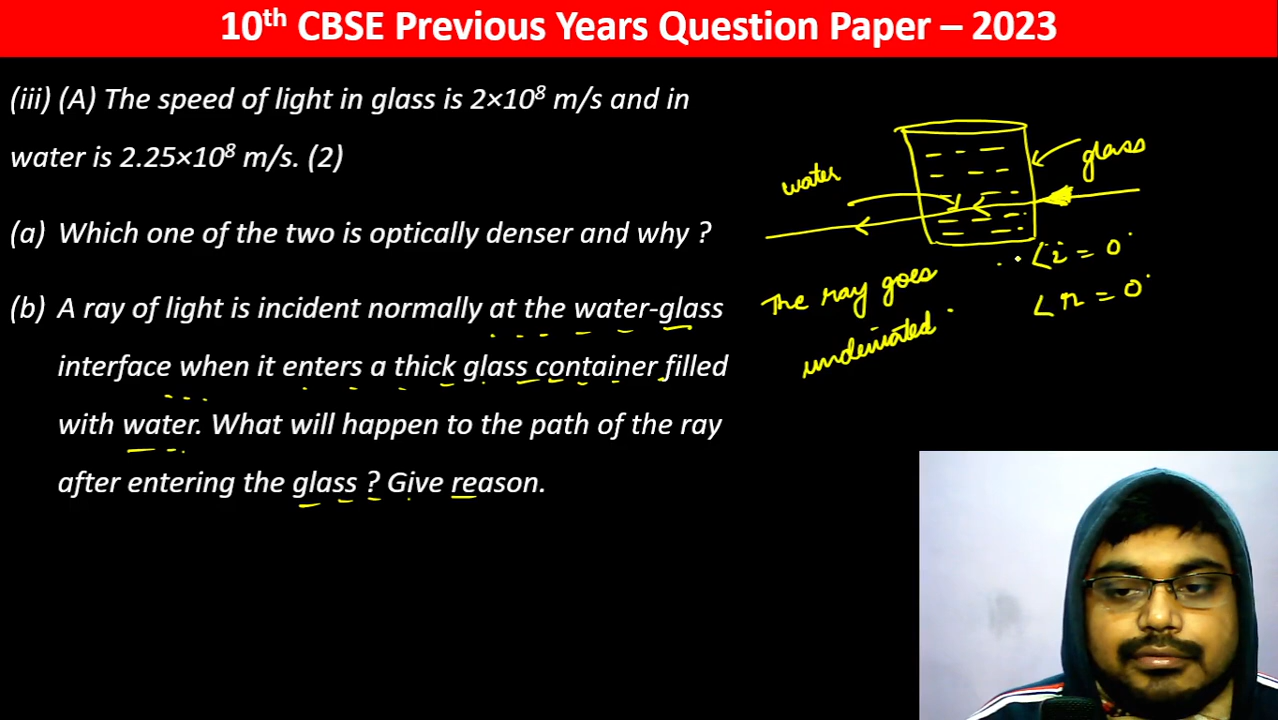 10th CBSE Previous Years Question Paper – 2023
(iii) (A) The speed of light in glass is 2×10⁸ m/s and in
water is 2.25×10⁸ m/s. (2)
(a) Which one of the two is optically denser and why ?
(b) A ray of light is incident normally at the water-glass
interface when it enters a thick glass container filled
with water. What will happen to the path of the ray
after entering the glass ? Give reason.
water
glass
∠i = 0°
∠r = 0°
The ray goes
undeviated